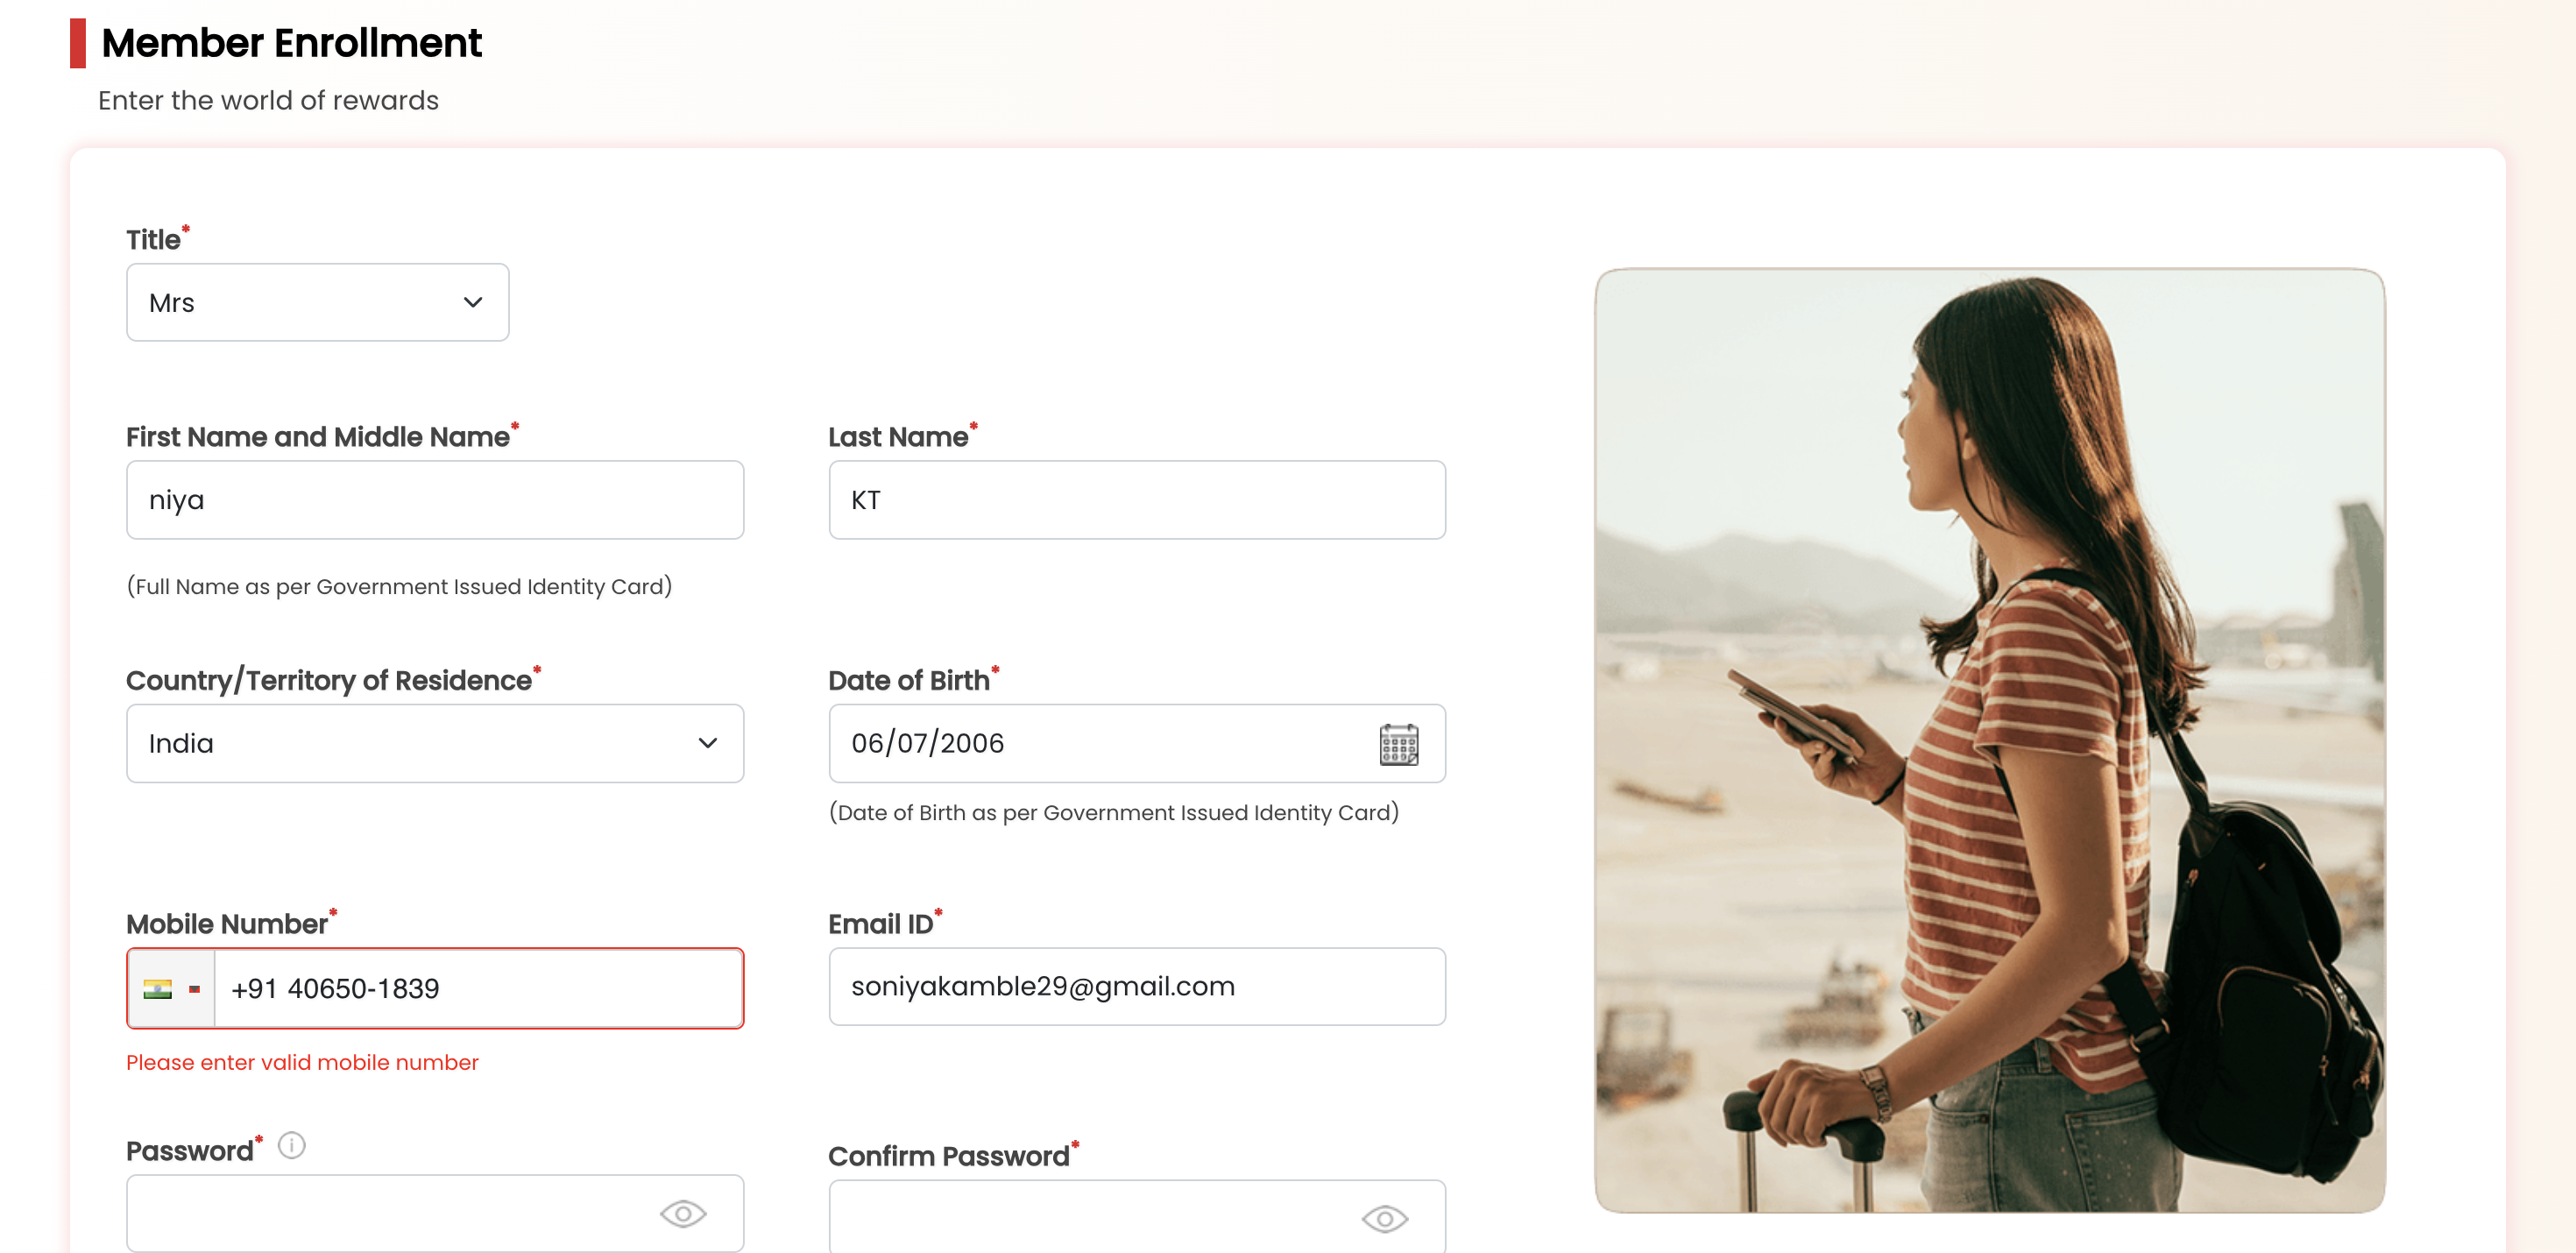 Member Enrollment
Enter the world of rewards
Title*
Mrs
First Name and Middle Name*
Last Name*
niya
KT
(Full Name as per Government Issued Identity Card)
Country/Territory of Residence*
Date of Birth*
India
06/07/2006
(Date of Birth as per Government Issued Identity Card)
Mobile Number*
Email ID*
+91 40650-1839
soniyakamble29@gmail.com
Please enter valid mobile number
Password*
Confirm Password*